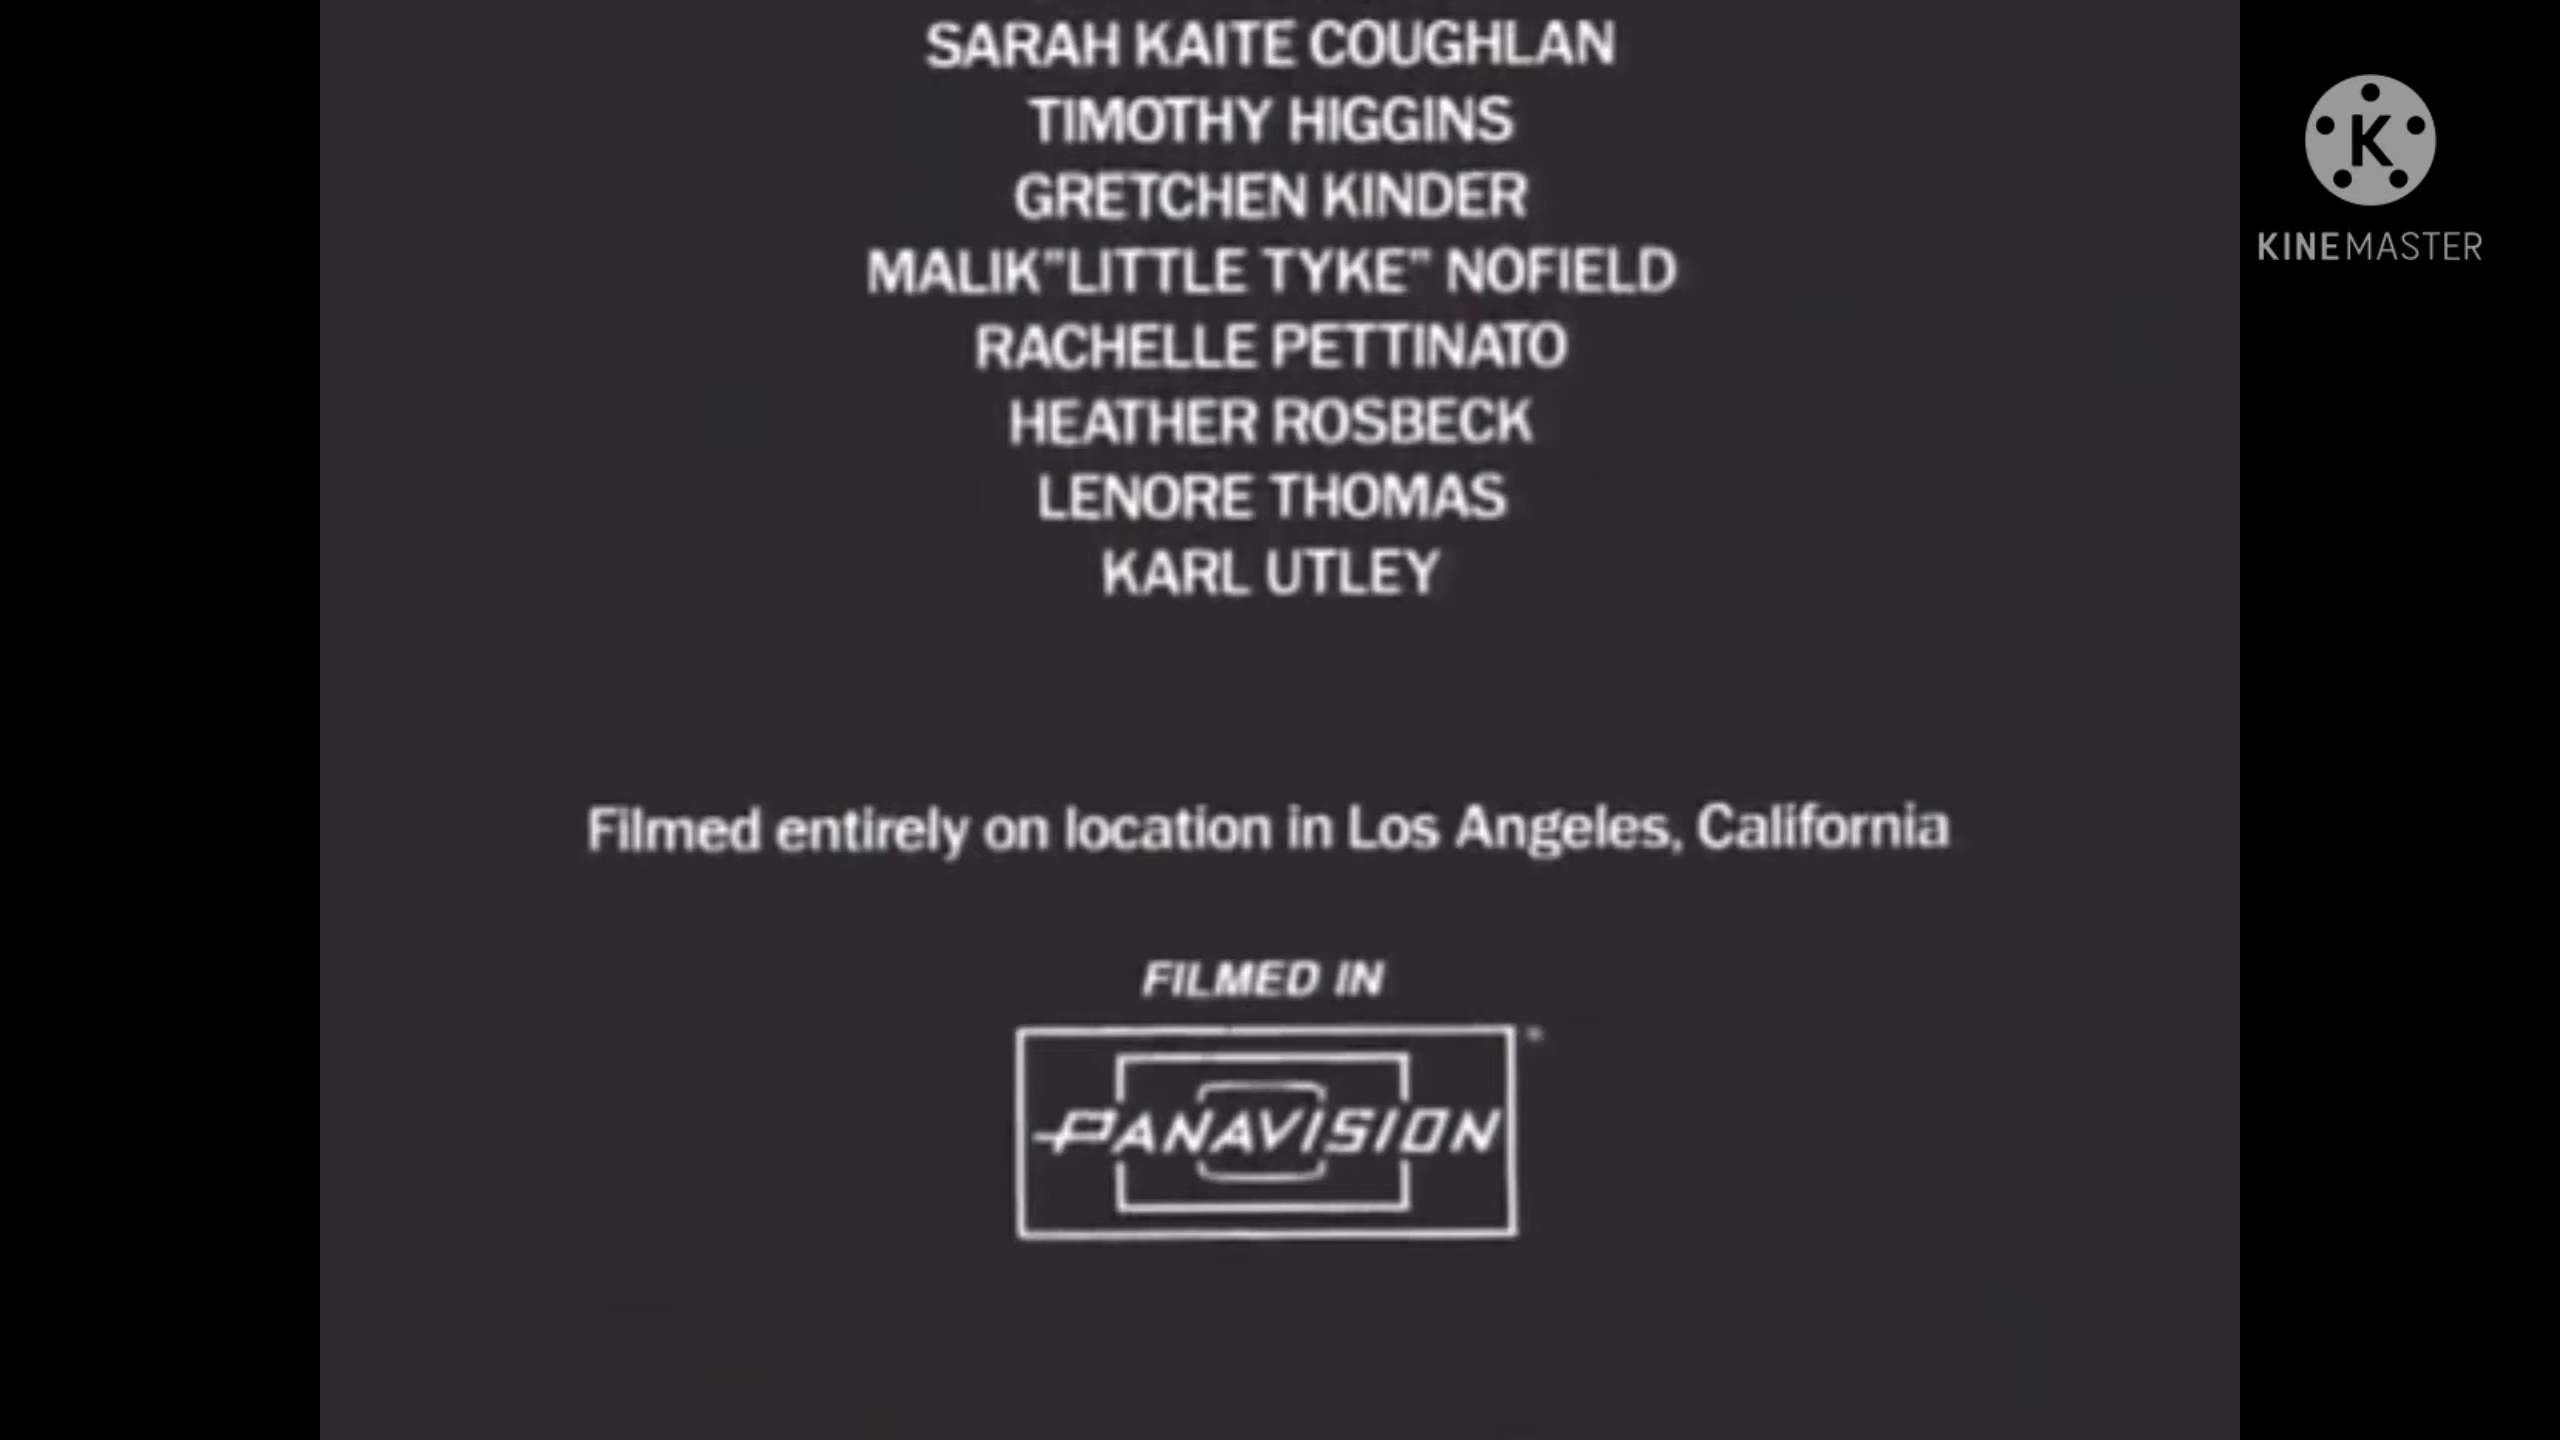 SARAH KAITE COUGHLAN
TIMOTHY HIGGINS
GRETCHEN KINDER
MALIK"LITTLE TYKE" NOFIELD
RACHELLE PETTINATO
HEATHER ROSBECK
LENORE THOMAS
KARL UTLEY
Filmed entirely on location in Los Angeles, California
FILMED IN
PANAVISION
K
KINEMASTER